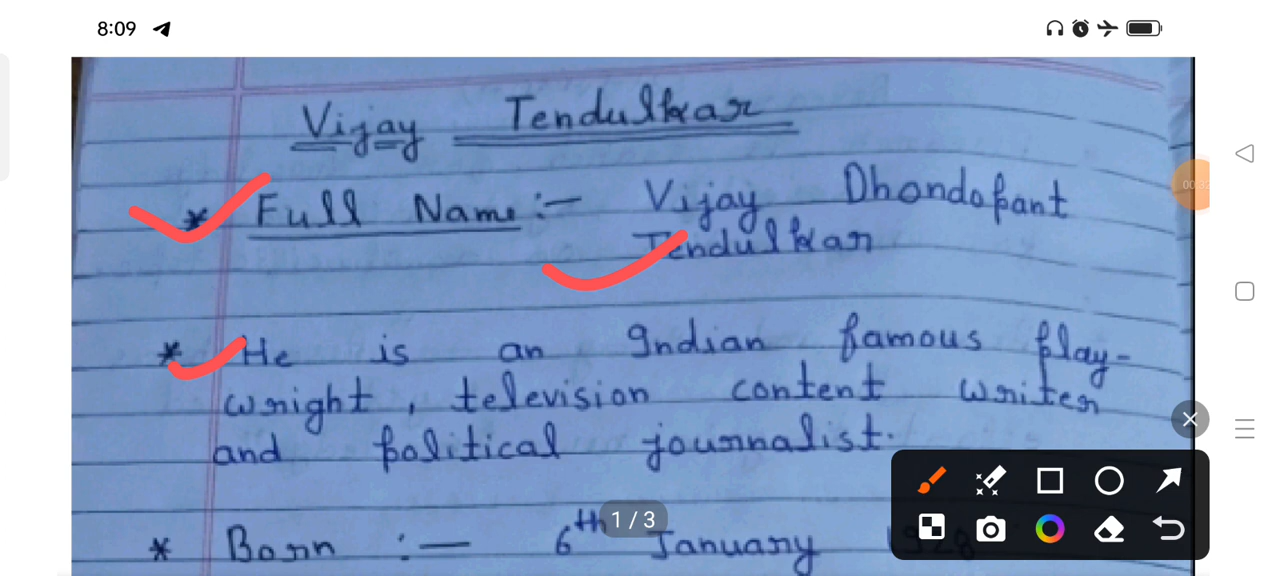 8:09
Vijay Tendulkar
* Full Name :- Vijay Dhondopant
Tendulkar
* He is an Indian famous play-
wright, television content writer
and political journalist.
1/3
* Born :- 6th January 1928